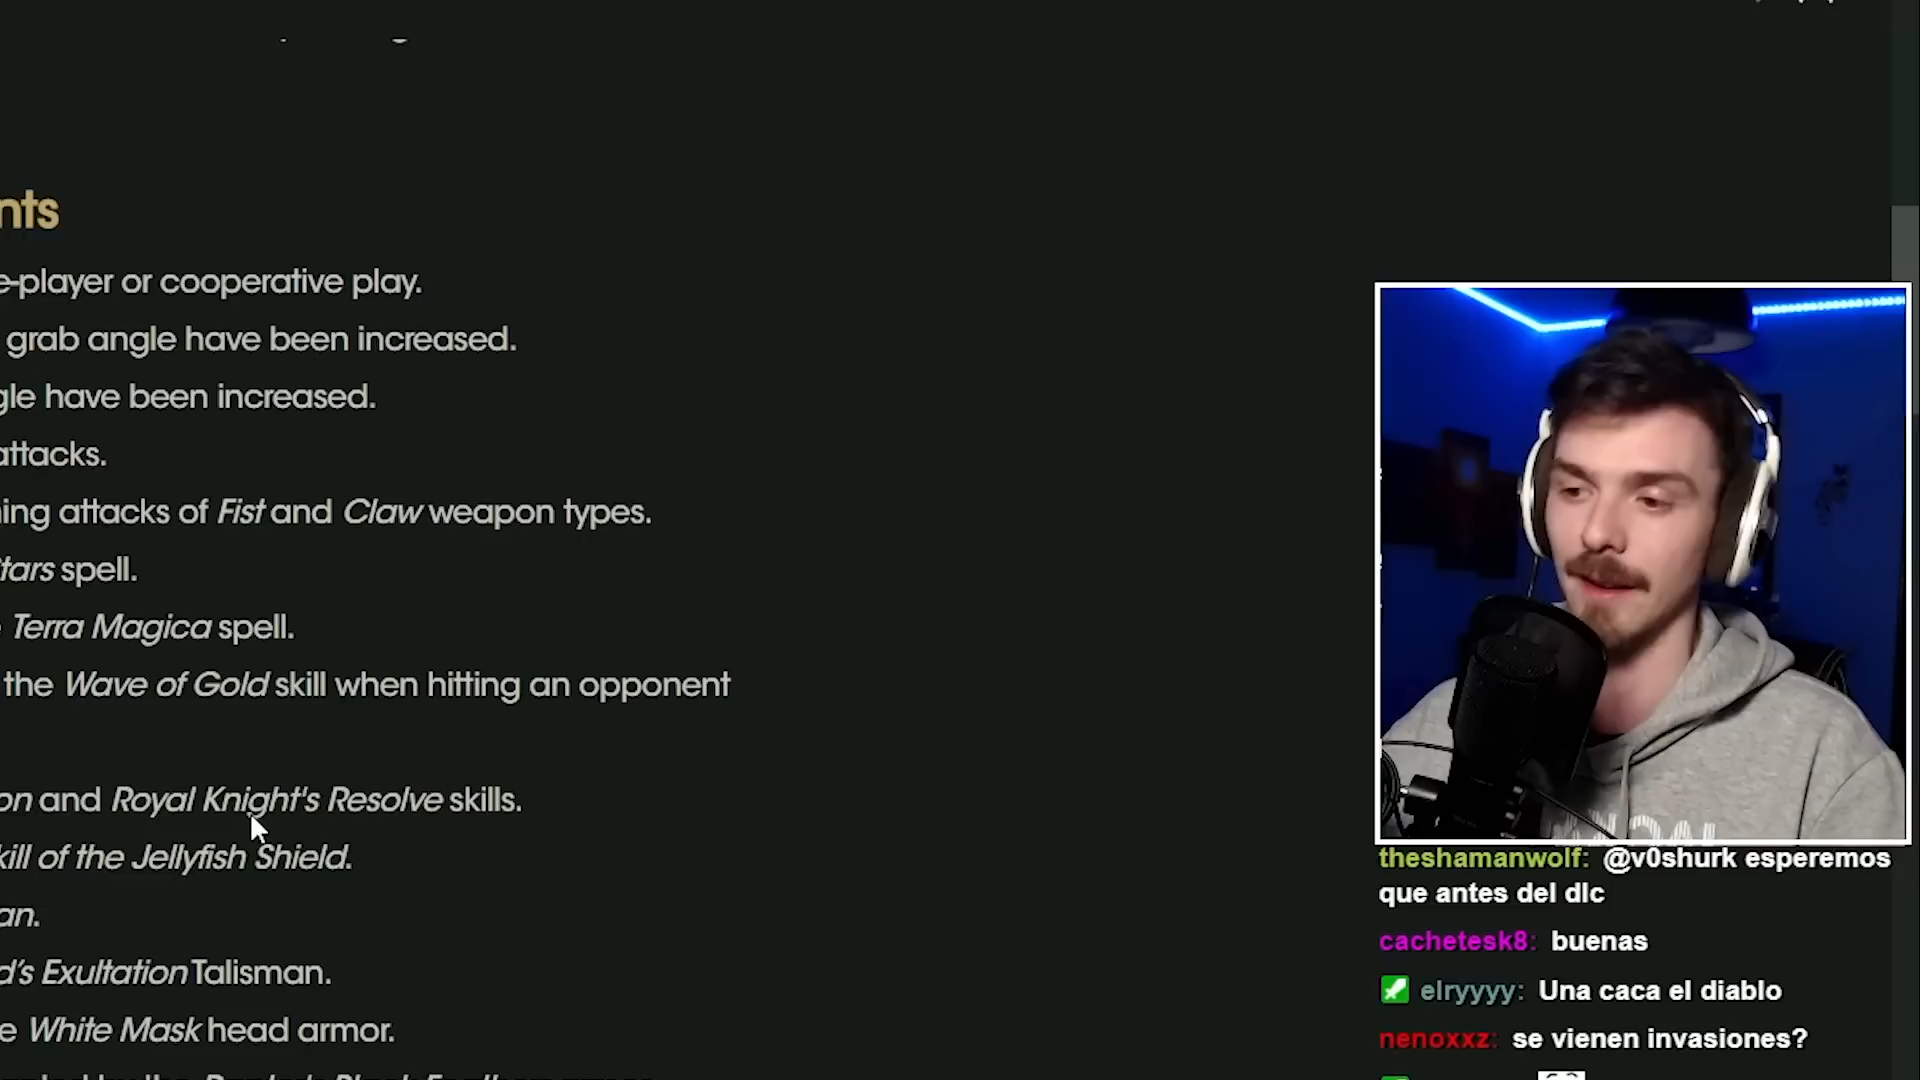 nts
e-player or cooperative play.
grab angle have been increased.
gle have been increased.
attacks.
ning attacks of Fist and Claw weapon types.
Stars spell.
e Terra Magica spell.
the Wave of Gold skill when hitting an opponent
on and Royal Knight's Resolve skills.
kill of the Jellyfish Shield.
an.
d's Exultation Talisman.
e White Mask head armor.
theshamanwolf: @v0shurk esperemos
que antes del dlc
cachetesk8: buenas
elryyyy: Una caca el diablo
nenoxxz: se vienen invasiones?